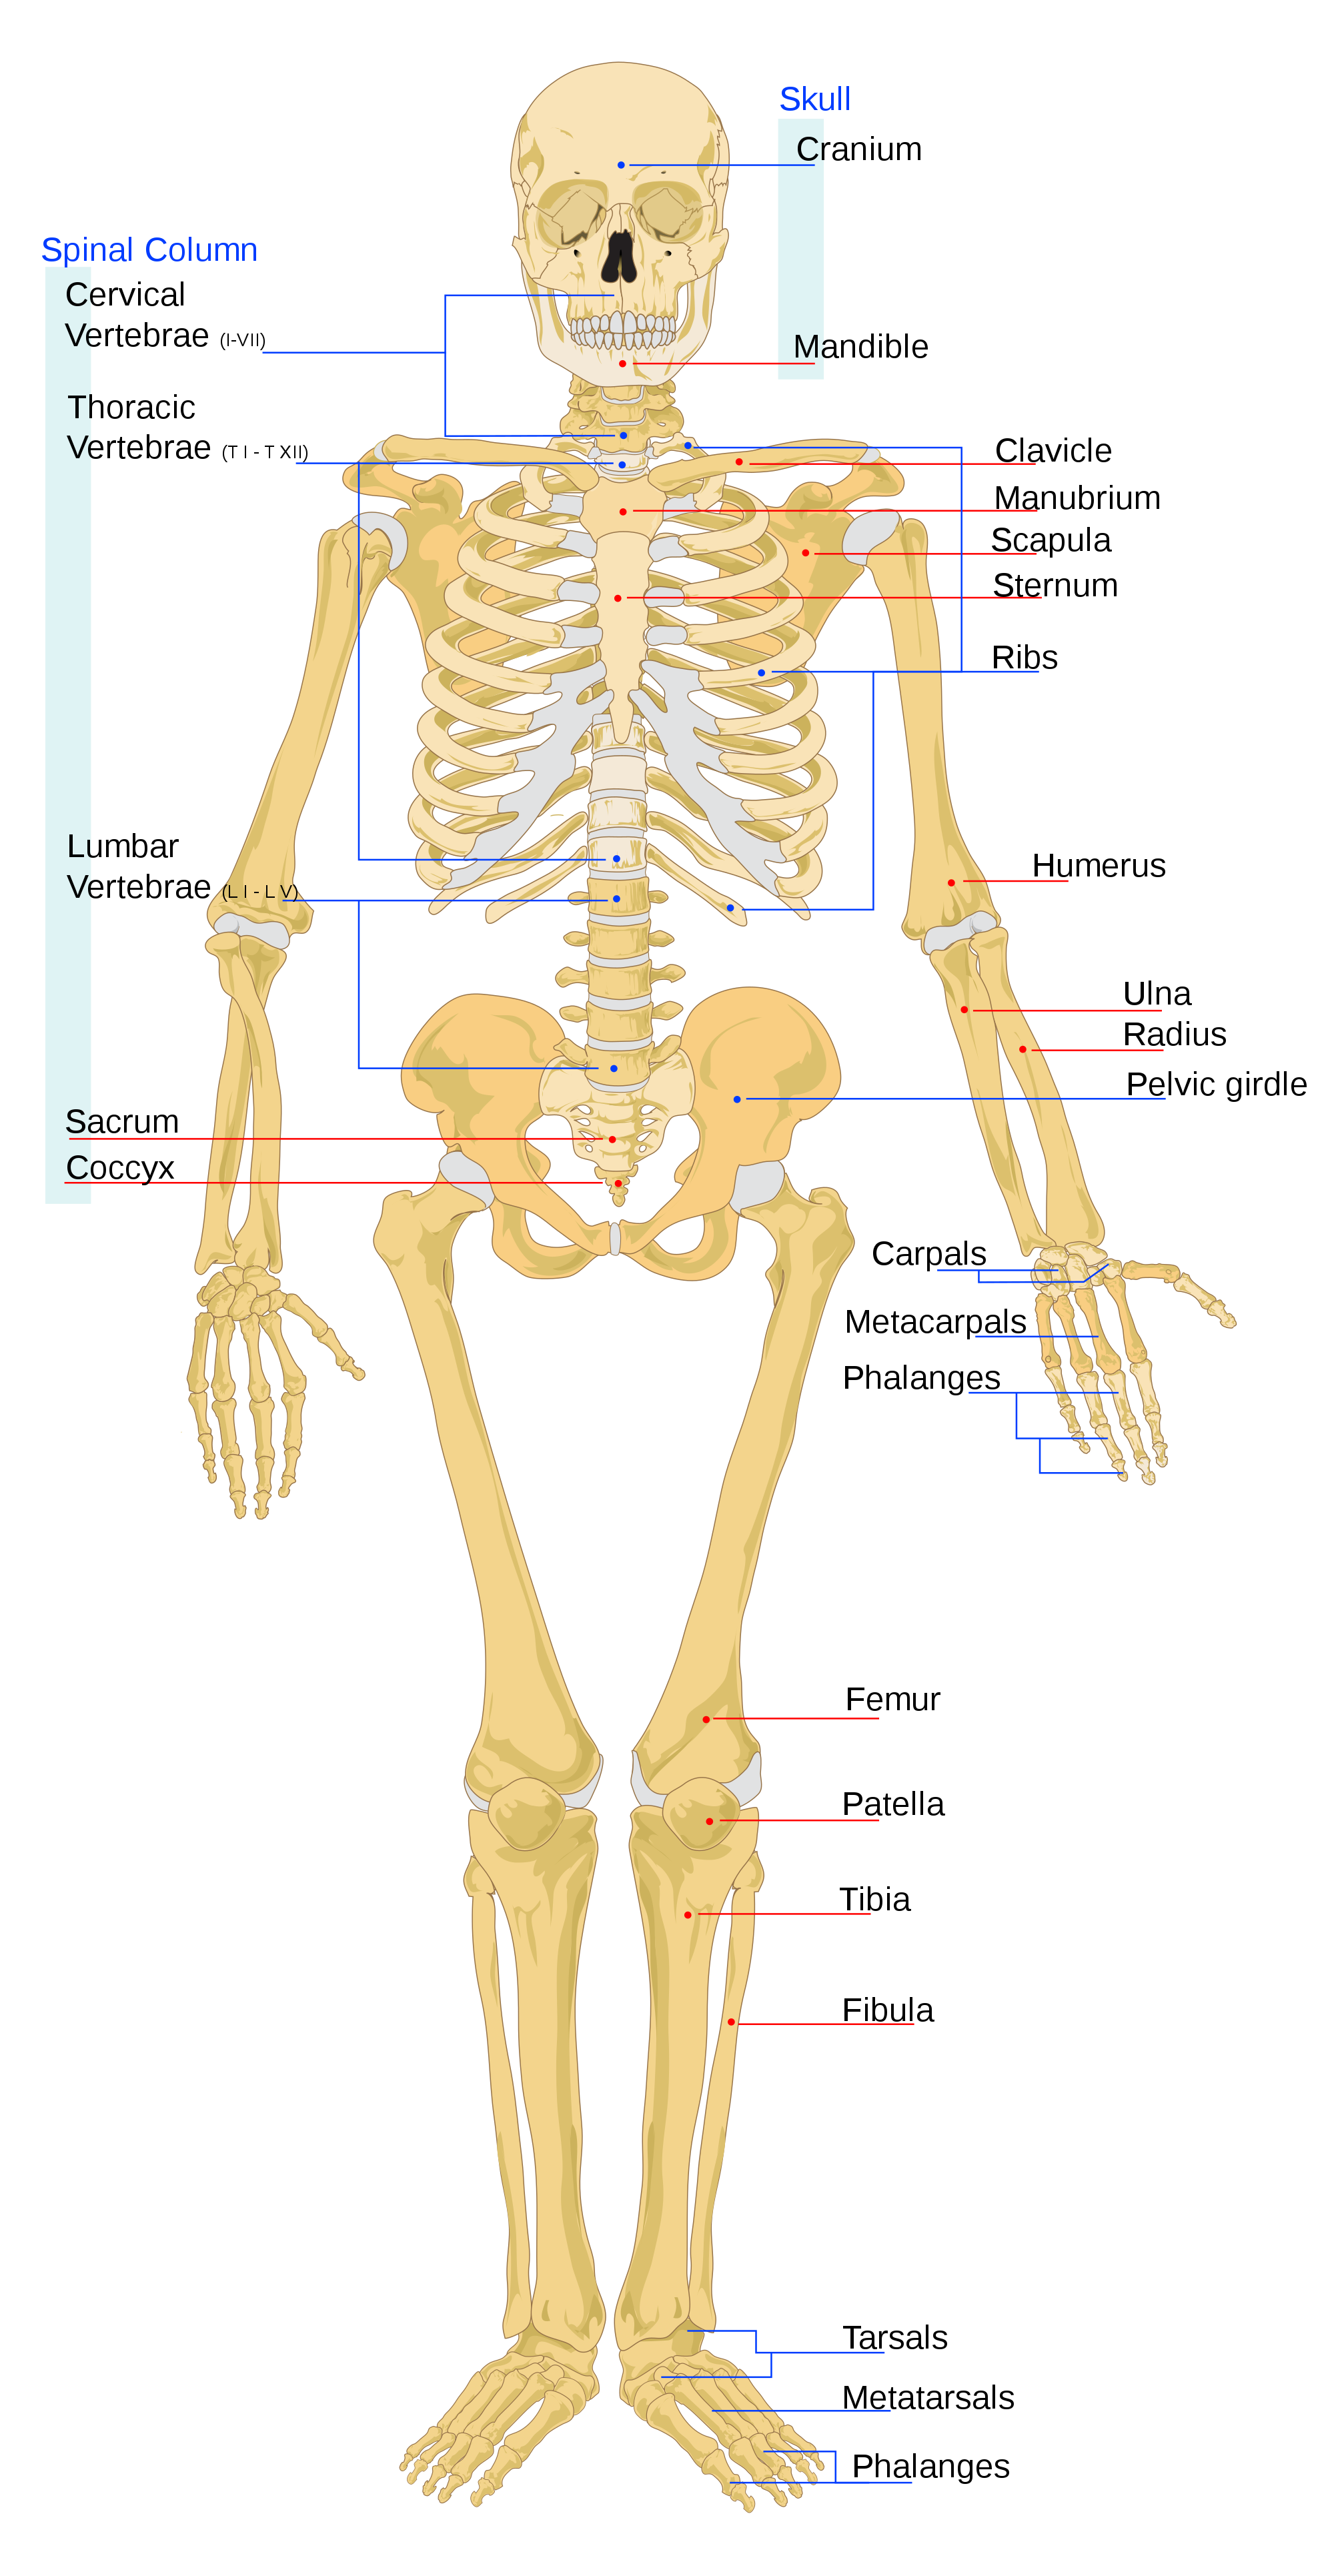 Skull
Cranium
Mandible
Spinal Column
Cervical
Vertebrae (I-VII)
Thoracic
Vertebrae (T I - T XII)
Lumbar
Vertebrae (L I - L V)
Sacrum
Coccyx
Clavicle
Manubrium
Scapula
Sternum
Ribs
Humerus
Ulna
Radius
Pelvic girdle
Carpals
Metacarpals
Phalanges
Femur
Patella
Tibia
Fibula
Tarsals
Metatarsals
Phalanges